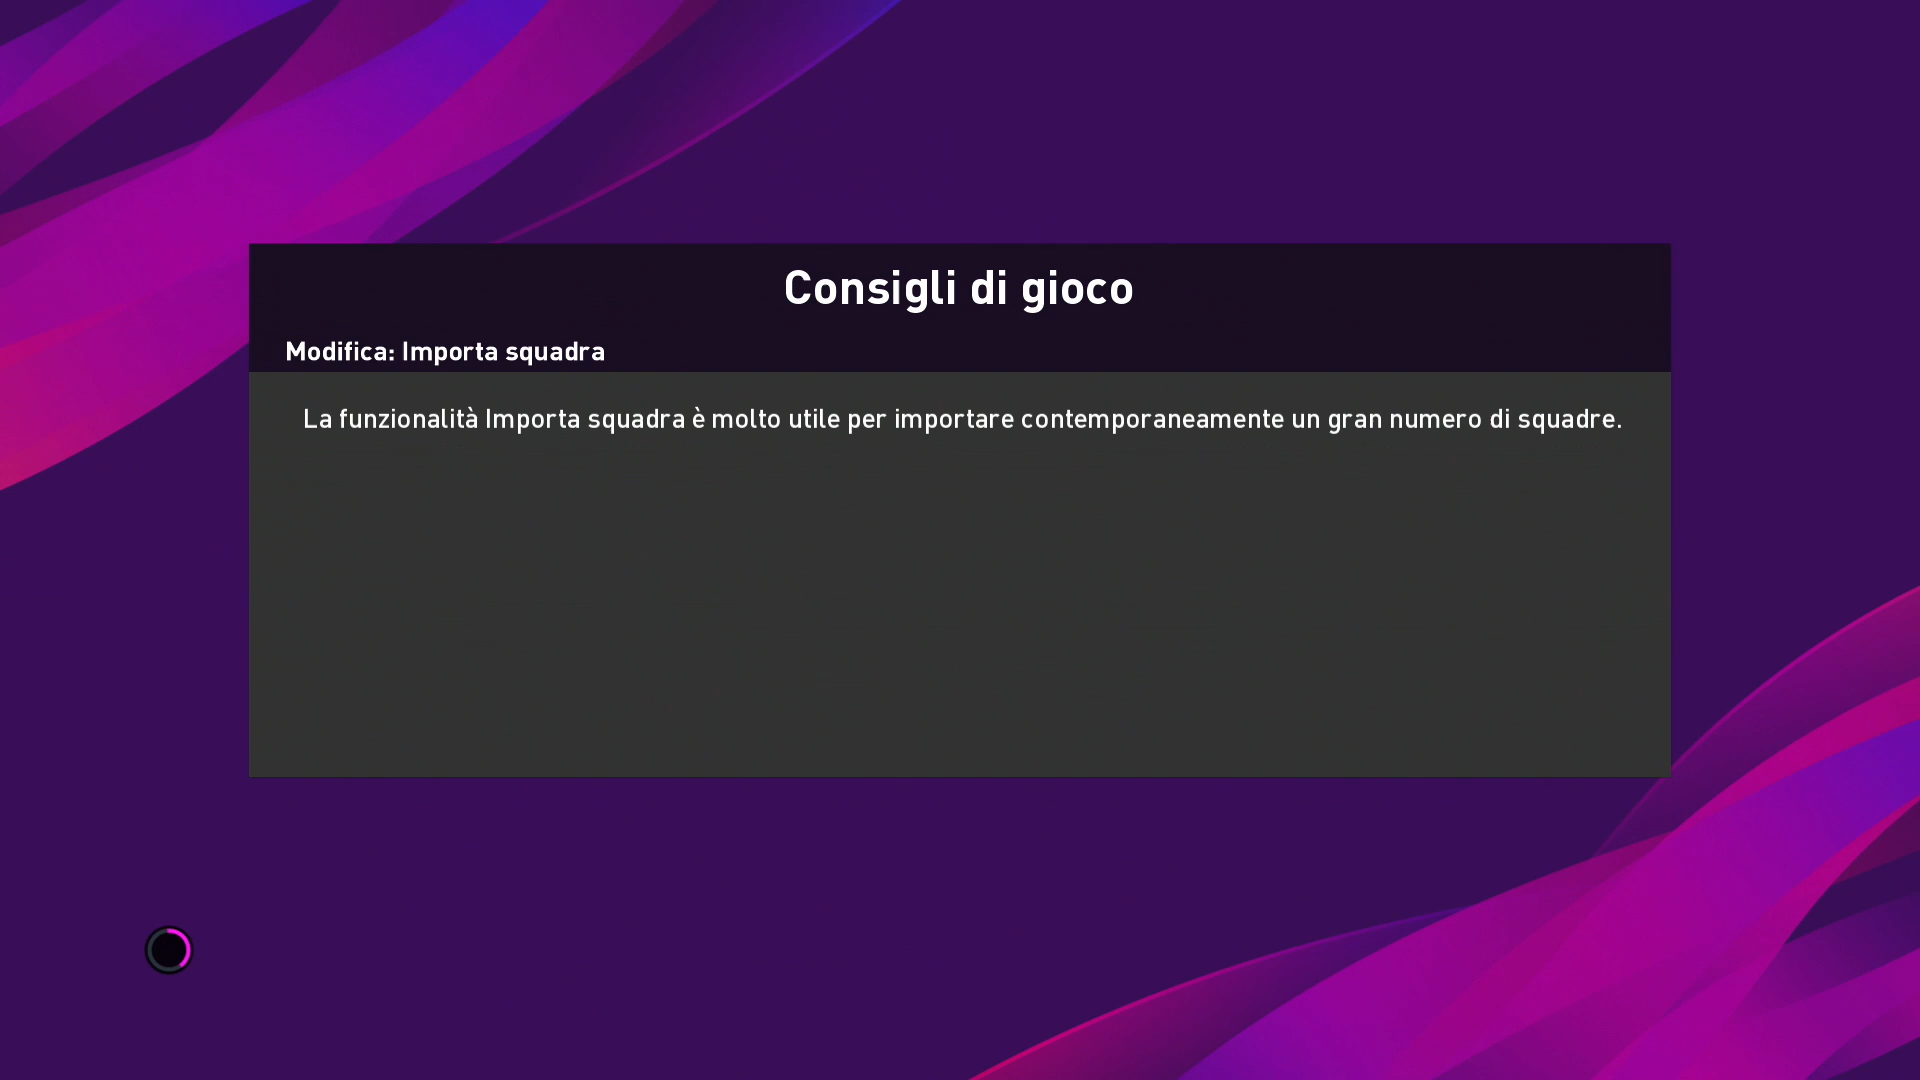 Consigli di gioco
Modifica: Importa squadra
La funzionalità Importa squadra è molto utile per importare contemporaneamente un gran numero di squadre.